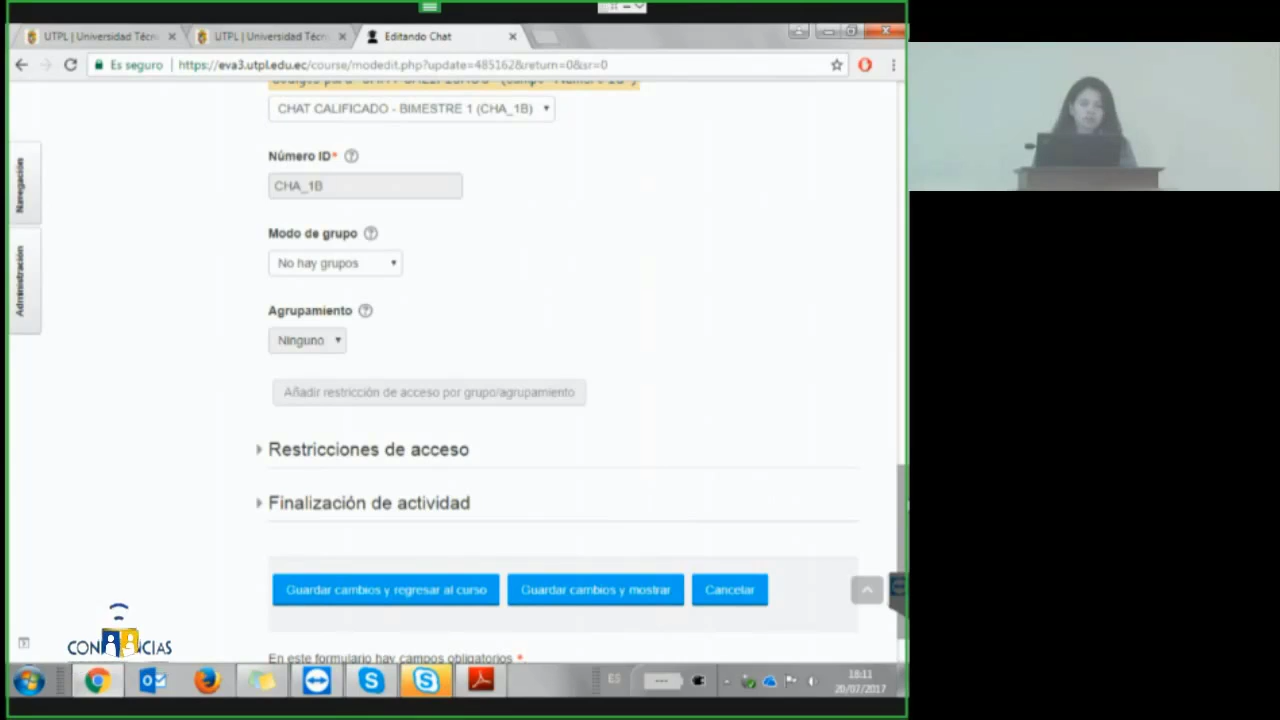 UTPL | Universidad Técni
UTPL | Universidad Técni
Editando Chat
Es seguro
https://eva3.utpl.edu.ec/course/modedit.php?update=485162&return=0&sr=0
CHAT CALIFICADO - BIMESTRE 1 (CHA_1B)
Navegación
Número ID*
CHA_1B
Modo de grupo
Administración
No hay grupos
Agrupamiento
Ninguno
Añadir restricción de acceso por grupo/agrupamiento
Restricciones de acceso
Finalización de actividad
Guardar cambios y regresar al curso
Guardar cambios y mostrar
Cancelar
En este formulario hay campos obligatorios *.
ES
18:11
20/07/2017